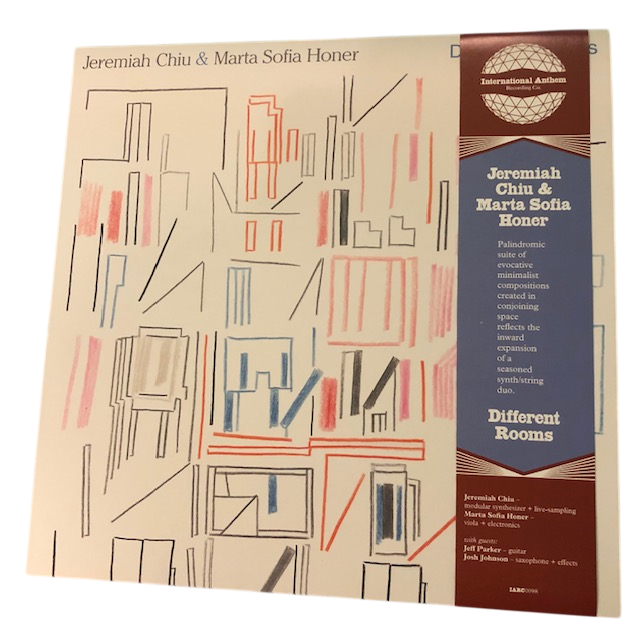 Jeremiah Chiu & Marta Sofia Honer
D
S
International Anthem
Recording Co.
Jeremiah
Chiu &
Marta Sofia
Honer
Palindromic
suite of
evocative
minimalist
compositions
created in
conjoining
space
reflects the
inward
expansion
of a
seasoned
synth/string
duo.
Different
Rooms
Jeremiah Chiu –
modular synthesizer + live-sampling
Marta Sofia Honer –
viola + electronics
with guests:
Jeff Parker – guitar
Josh Johnson – saxophone + effects
IARC0098